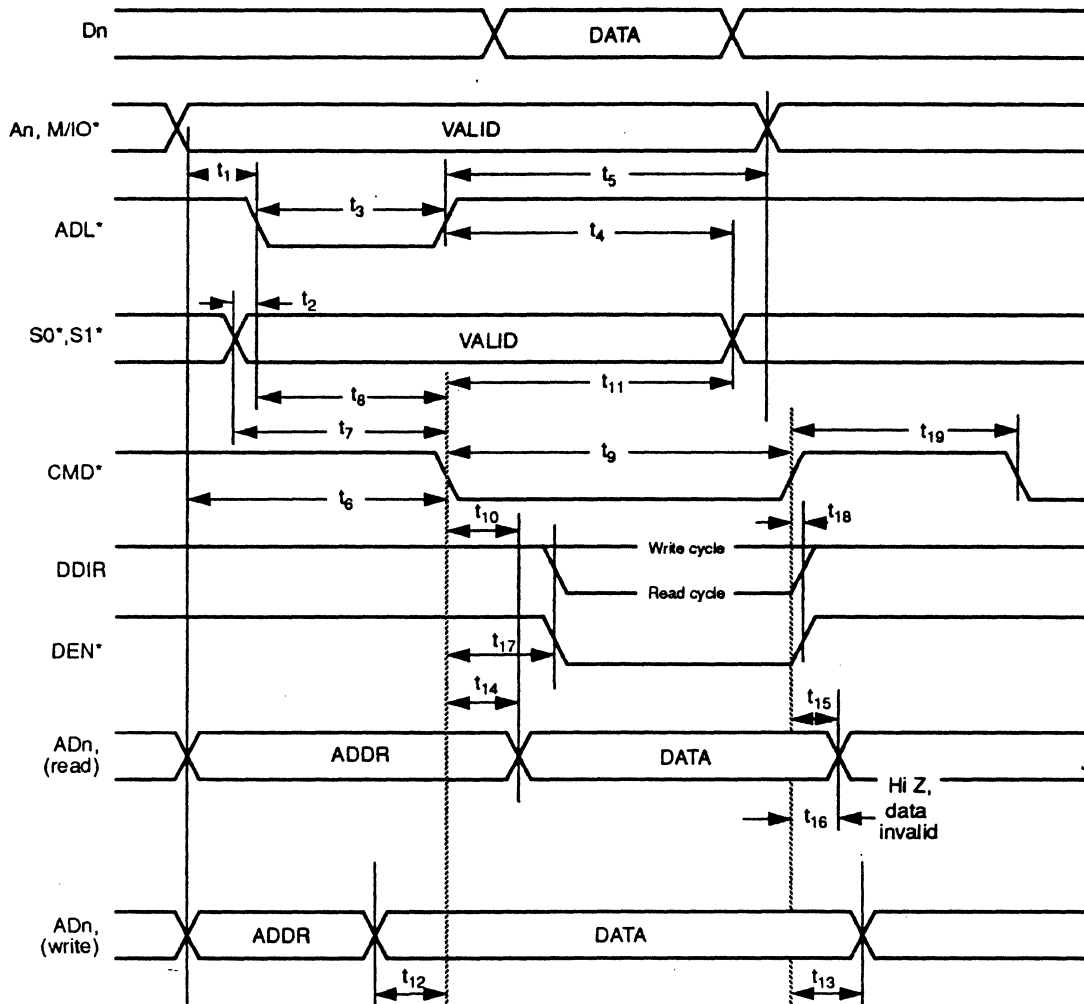 Dn
DATA
An, M/IO*
VALID
t1
t5
t3
ADL*
t4
t2
S0*,S1*
VALID
t11
t8
t7
t19
CMD*
t9
t6
t10
t18
DDIR
Write cycle
Read cycle
DEN*
t17
t14
t15
ADn,
(read)
ADDR
DATA
t16
Hi Z,
data
invalid
ADn,
(write)
ADDR
DATA
t12
t13